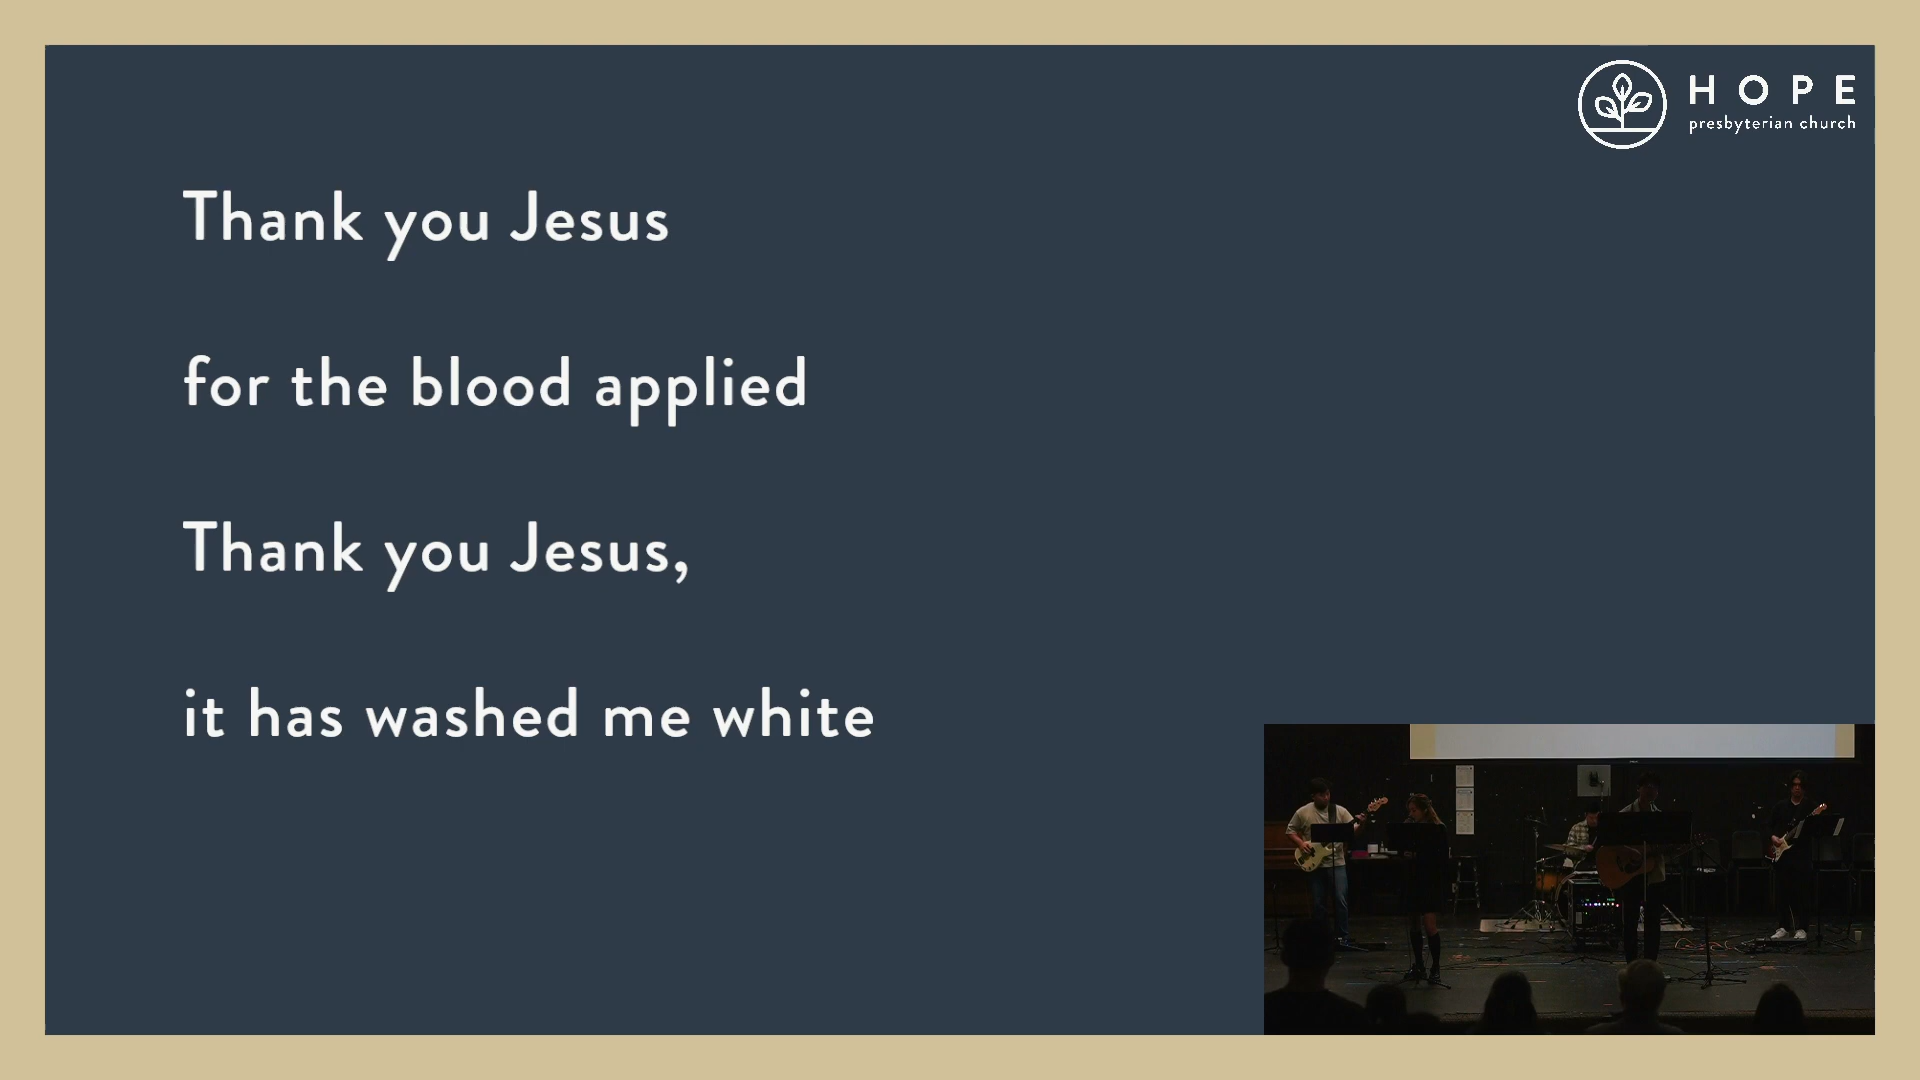 HOPE
presbyterian church
Thank you Jesus
for the blood applied
Thank you Jesus,
it has washed me white